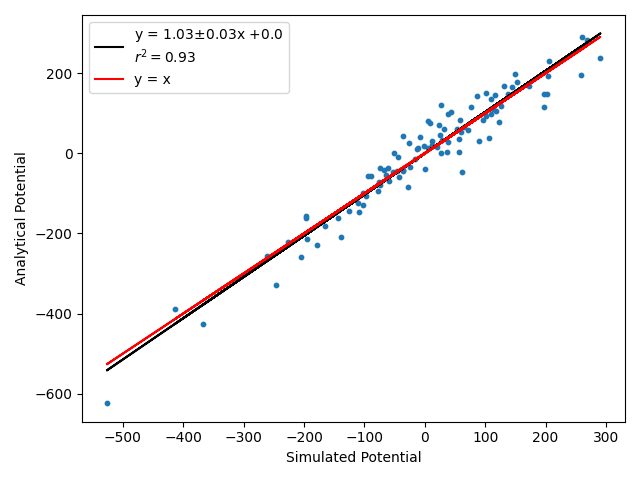 y = 1.03±0.03x +0.0
r² = 0.93
y = x
200
0
−200
−400
−600
Analytical Potential
−500
−400
−300
−200
−100
0
100
200
300
Simulated Potential